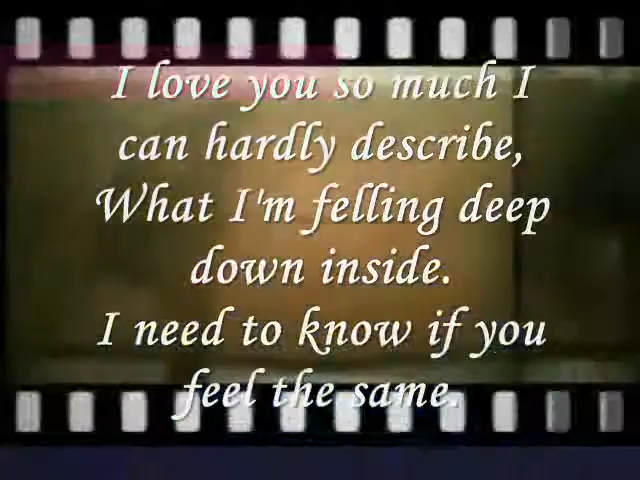 I love you so much I
can hardly describe,
What I'm felling deep
down inside.
I need to know if you
feel the same.